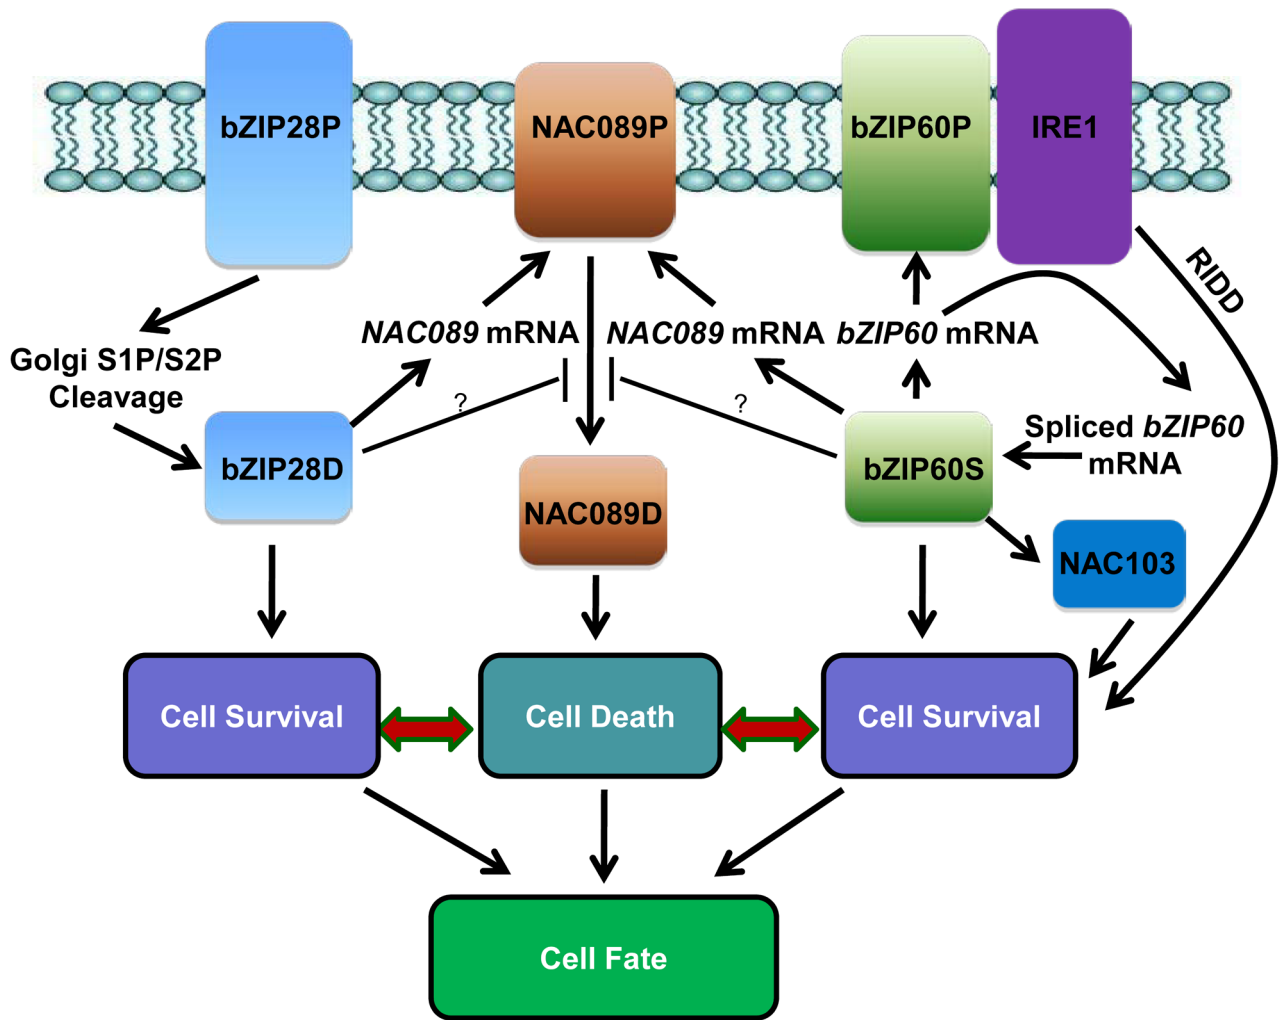 bZIP28P
NAC089P
bZIP60P
IRE1
RIDD
NAC089 mRNA
NAC089 mRNA
bZIP60 mRNA
Golgi S1P/S2P
Cleavage
?
?
Spliced bZIP60
mRNA
bZIP28D
NAC089D
bZIP60S
NAC103
Cell Survival
Cell Death
Cell Survival
Cell Fate